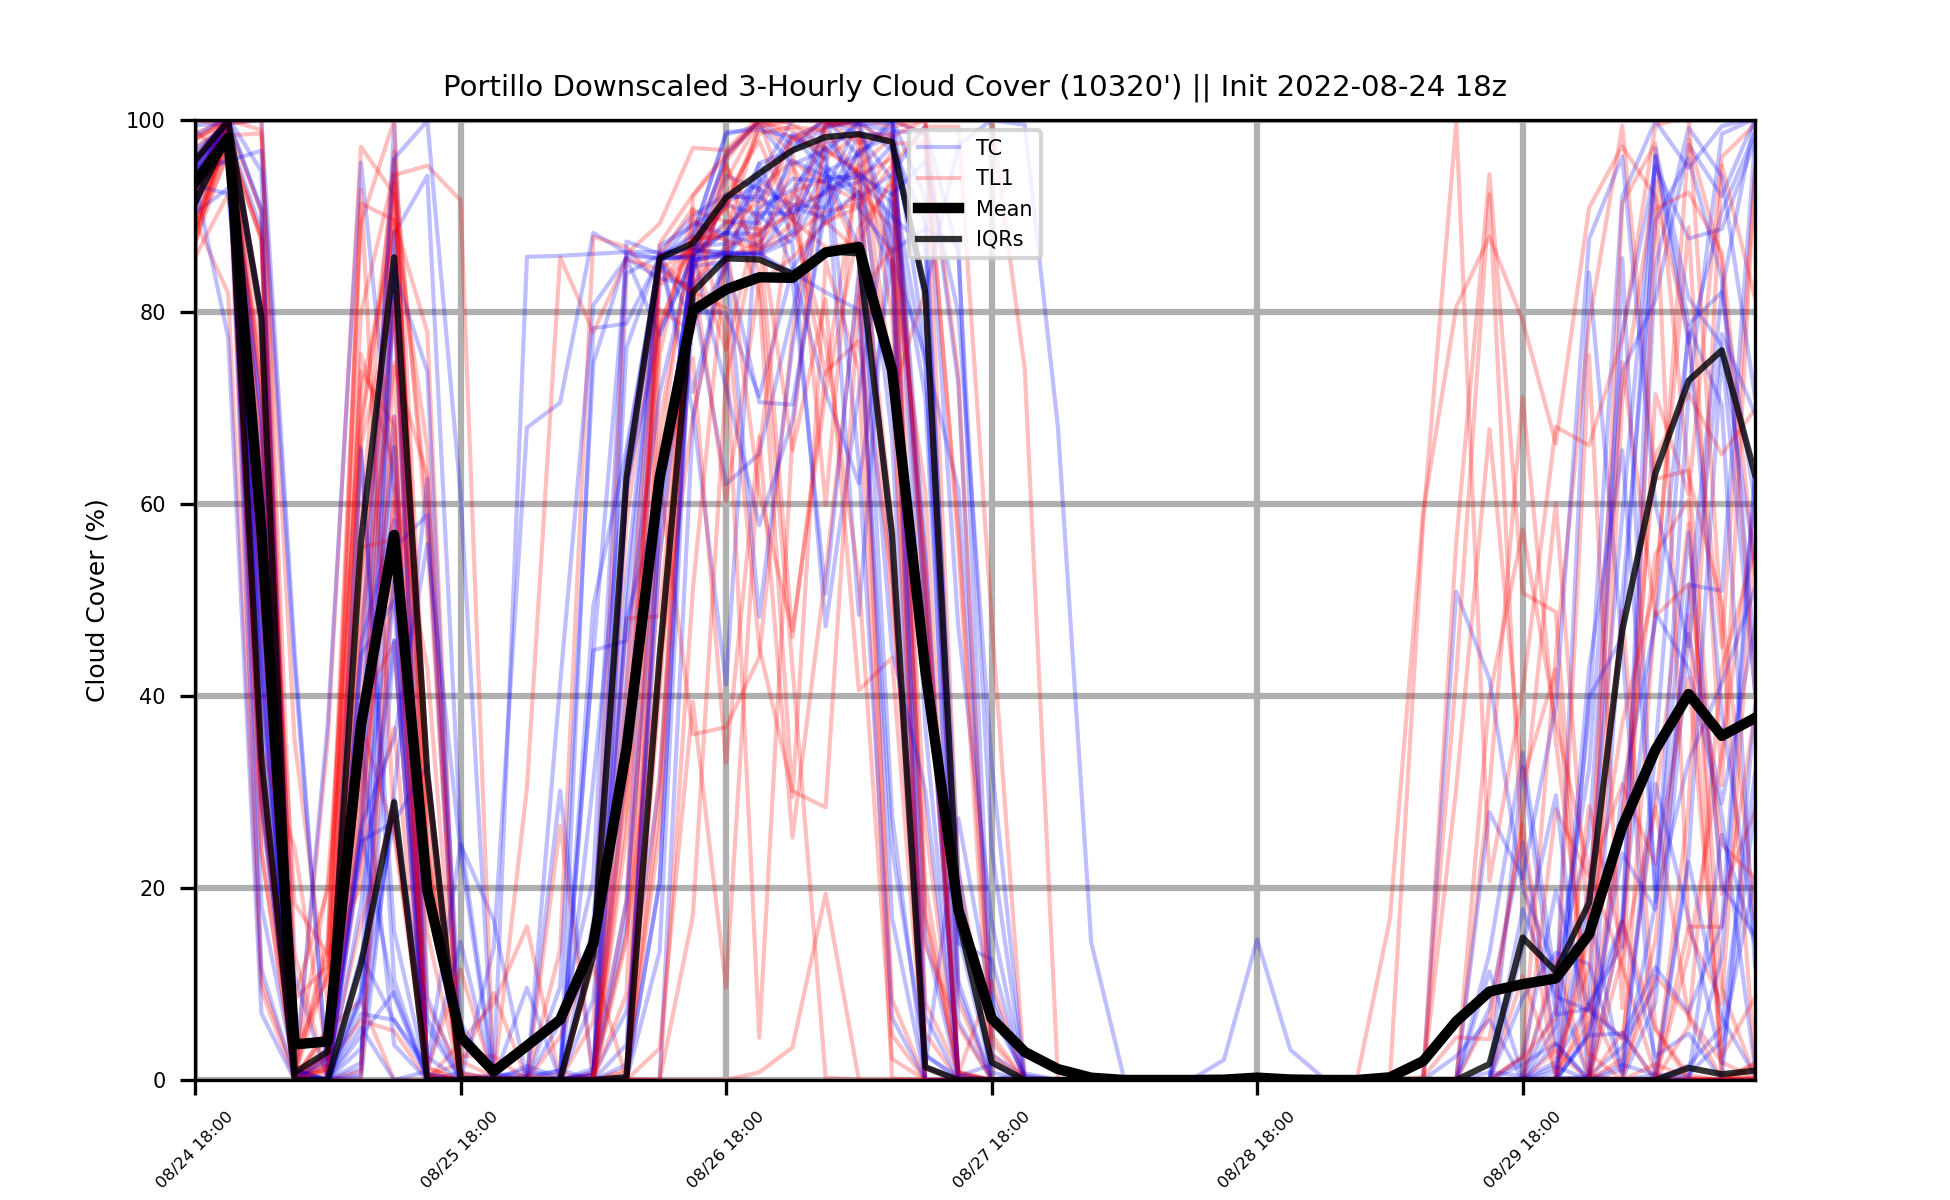 Portillo Downscaled 3-Hourly Cloud Cover (10320') || Init 2022-08-24 18z
TC
TL1
Mean
IQRs
Cloud Cover (%)
100
80
60
40
20
0
08/24 18:00
08/25 18:00
08/26 18:00
08/27 18:00
08/28 18:00
08/29 18:00